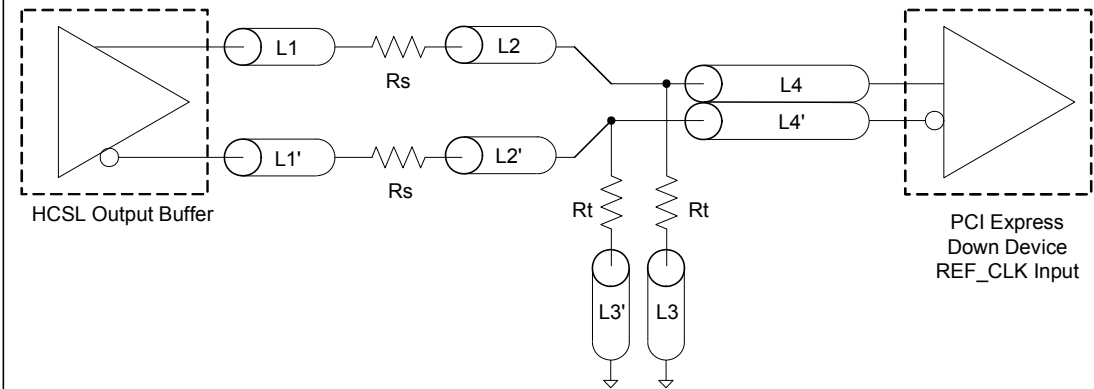 L1
Rs
L2
L4
L4'
L1'
Rs
L2'
HCSL Output Buffer
Rt
Rt
L3'
L3
PCI Express
Down Device
REF_CLK Input